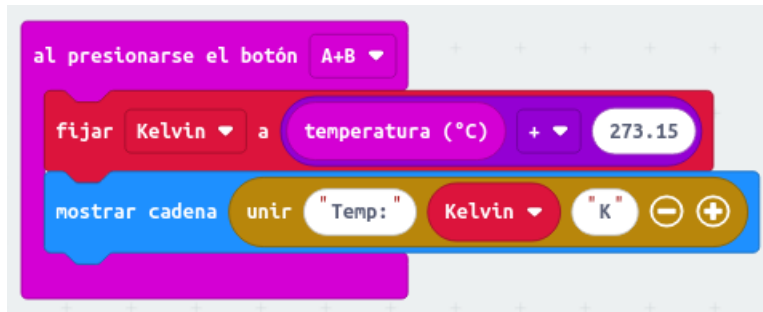 al presionarse el botón A+B
fijar Kelvin a temperatura (°C) + 273.15
mostrar cadena unir "Temp:" Kelvin "K"